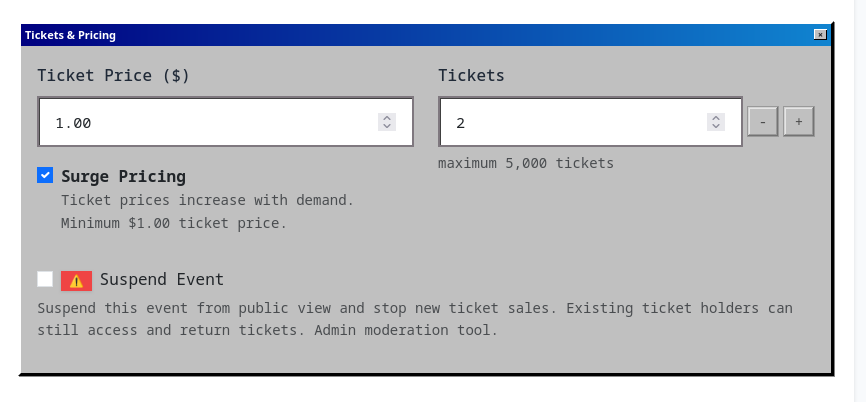 Tickets & Pricing
Ticket Price ($)
Tickets
1.00
2
-
+
maximum 5,000 tickets
Surge Pricing
Ticket prices increase with demand.
Minimum $1.00 ticket price.
Suspend Event
Suspend this event from public view and stop new ticket sales. Existing ticket holders can
still access and return tickets. Admin moderation tool.